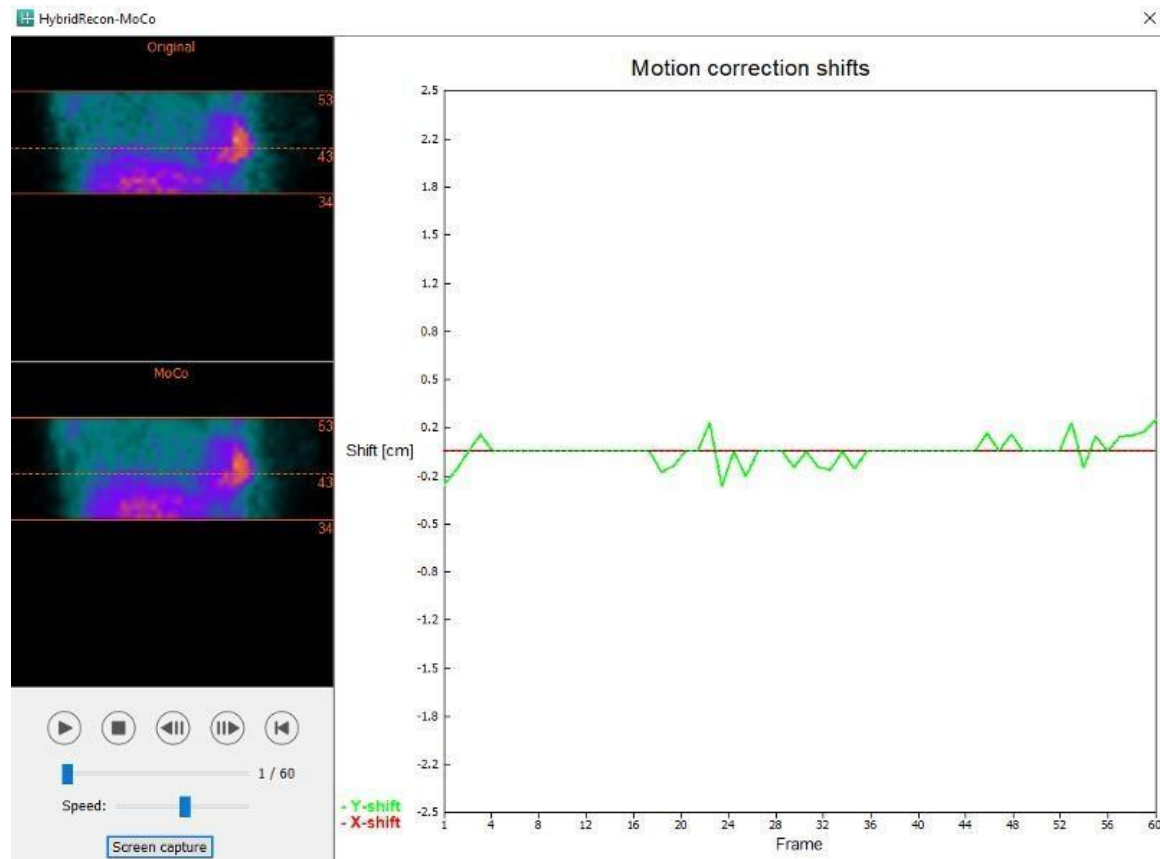 HybridRecon-MoCo
Original
53
43
34
MoCo
53
43
34
1 / 60
Speed:
Screen capture
Motion correction shifts
2.5
2.2
1.8
1.5
1.2
0.8
0.5
0.2
Shift [cm]
-0.2
-0.5
-0.8
-1.2
-1.5
-1.8
-2.2
-2.5
- Y-shift
- X-shift
1 4 8 12 16 20 24 28 32 36 40 44 48 52 56 60
Frame